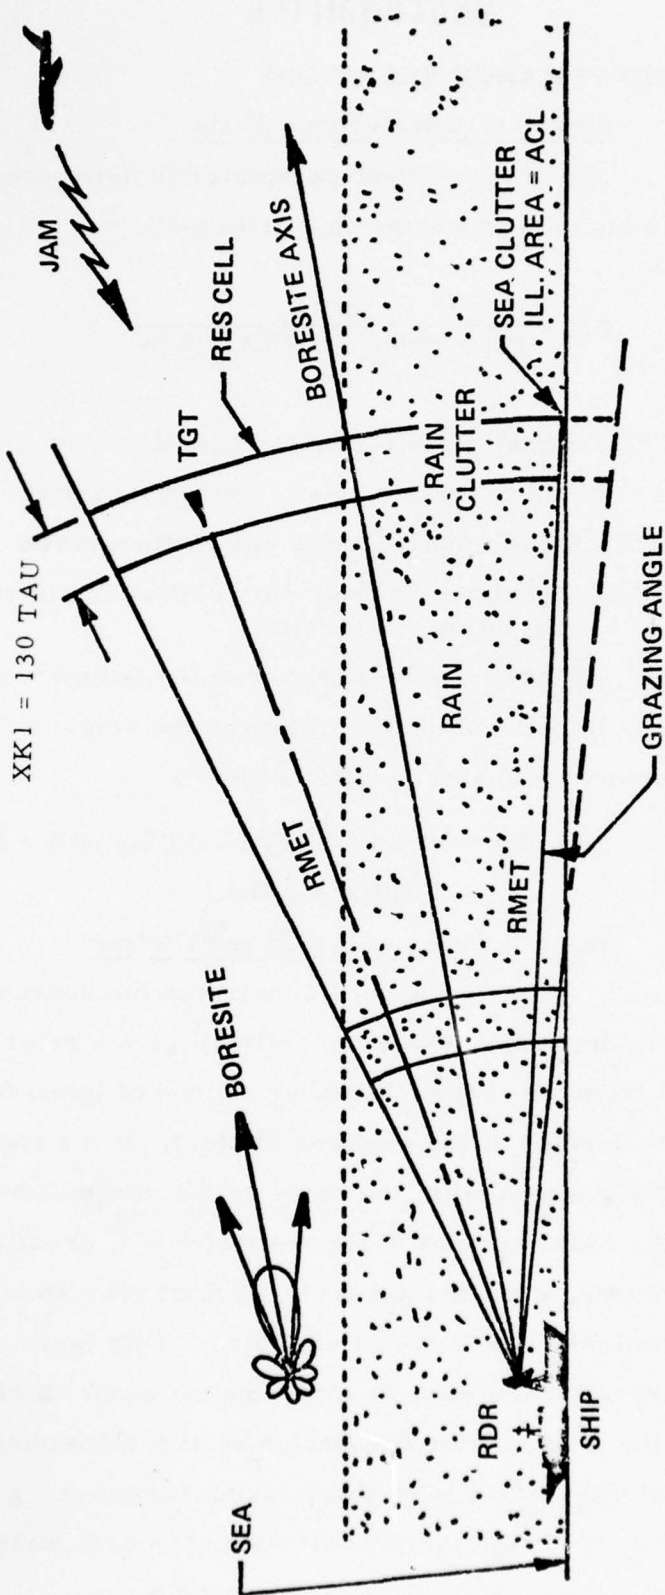 JAM
XK1 = 130 TAU
TGT
RES CELL
BORESITE AXIS
BORESITE
RMET
RAIN
RAIN
CLUTTER
SEA CLUTTER
ILL. AREA = ACL
SEA
RDR
RMET
SHIP
GRAZING ANGLE